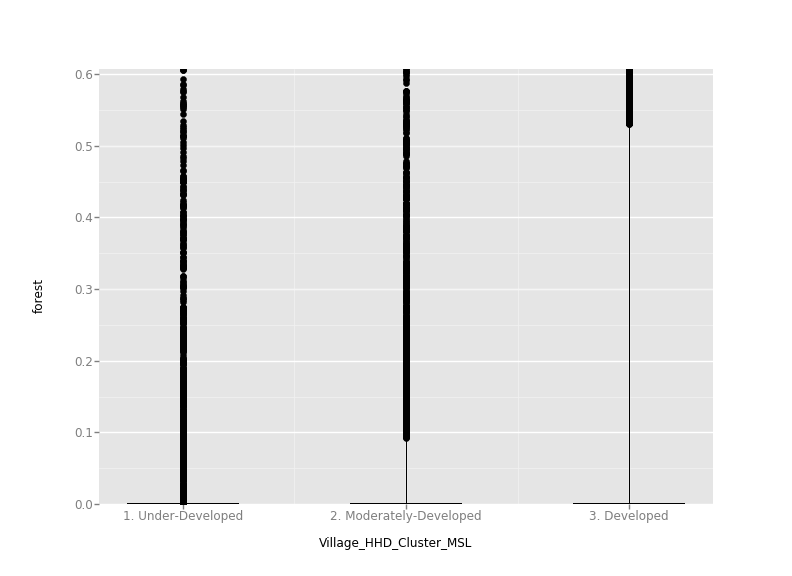 0.6
0.5
0.4
0.3
0.2
0.1
0.0
forest
1. Under-Developed
2. Moderately-Developed
3. Developed
Village_HHD_Cluster_MSL